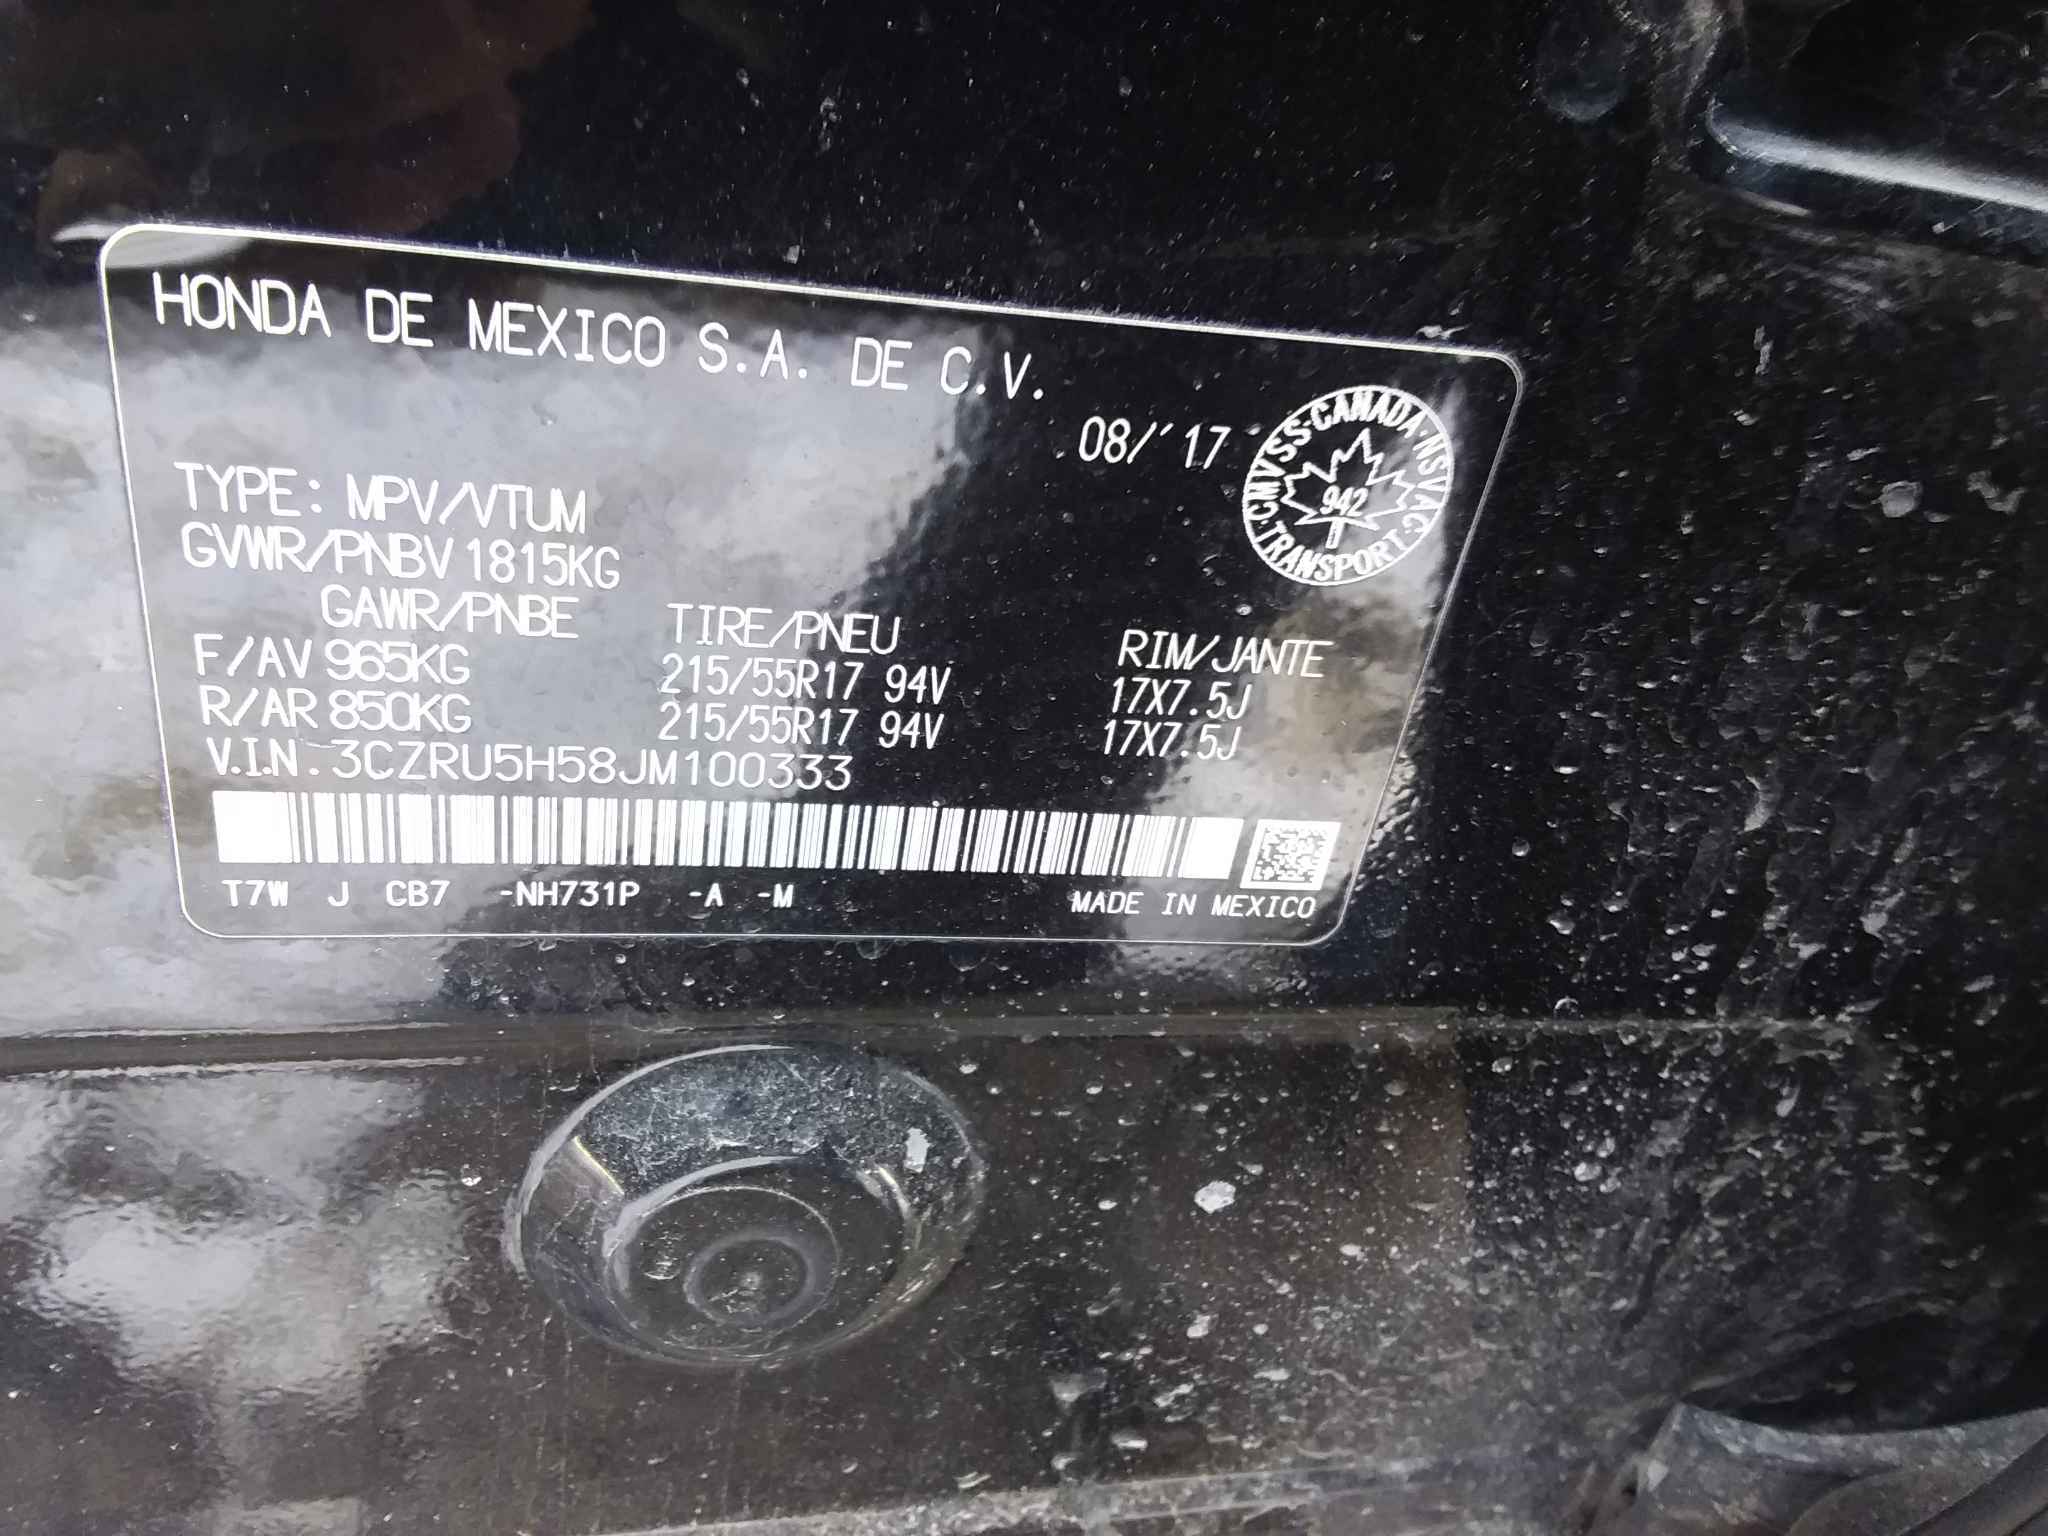 HONDA DE MEXICO S.A. DE C.V.
08/'17
CMVSS·CANADA·NSVAC·TRANSPORT·
942
TYPE: MPV/VTUM
GVWR/PNBV 1815KG
GAWR/PNBE TIRE/PNEU RIM/JANTE
F/AV 965KG 215/55R17 94V 17X7.5J
R/AR 850KG 215/55R17 94V 17X7.5J
V.I.N. 3CZRU5H58JM100333
T7W J CB7 -NH731P -A -M MADE IN MEXICO